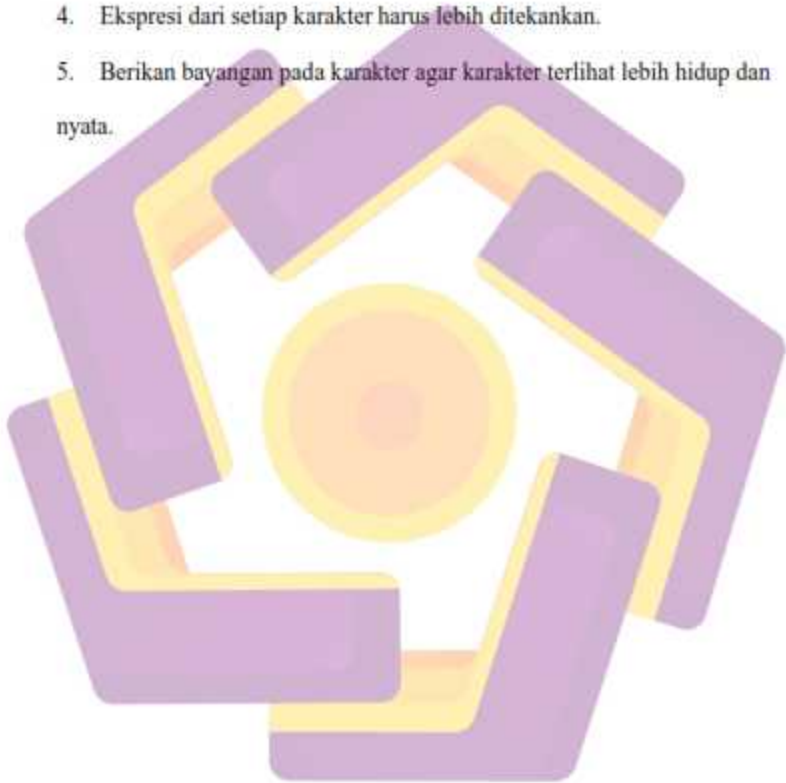 4. Ekspresi dari setiap karakter harus lebih ditekankan.
5. Berikan bayangan pada karakter agar karakter terlihat lebih hidup dan
nyata.